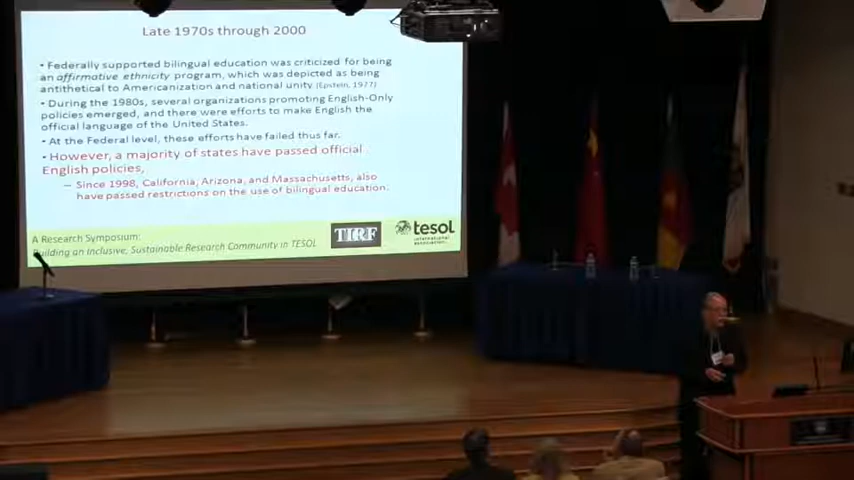 Late 1970s through 2000
• Federally supported bilingual education was criticized for being
an affirmative ethnicity program, which was depicted as being
antithetical to Americanization and national unity (Epstein, 1977)
• During the 1980s, several organizations promoting English-Only
policies emerged, and there were efforts to make English the
official language of the United States.
• At the Federal level, these efforts have failed thus far.
• However, a majority of states have passed official
English policies,
– Since 1998, California, Arizona, and Massachusetts, also
have passed restrictions on the use of bilingual education.
A Research Symposium:
Building an Inclusive, Sustainable Research Community in TESOL
TIRF
tesol
international
association